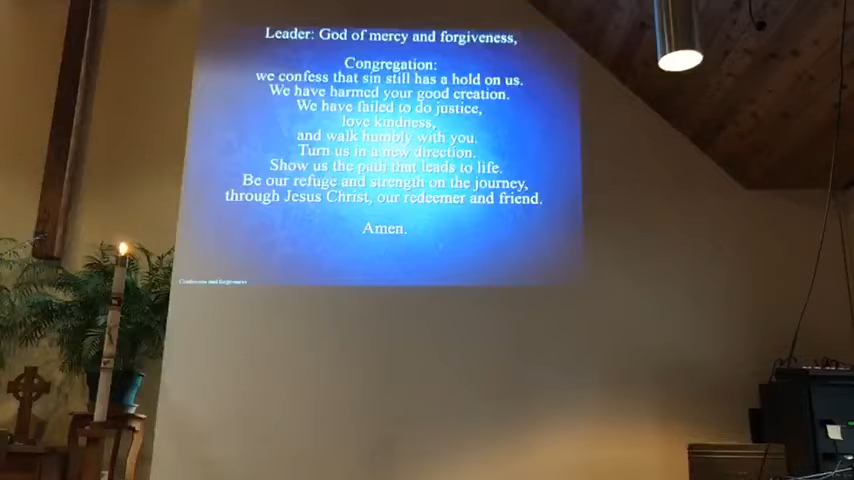 Leader: God of mercy and forgiveness,
Congregation:
we confess that sin still has a hold on us.
We have harmed your good creation.
We have failed to do justice,
love kindness,
and walk humbly with you.
Turn us in a new direction.
Show us the path that leads to life.
Be our refuge and strength on the journey,
through Jesus Christ, our redeemer and friend.
Amen.
Confession and forgiveness